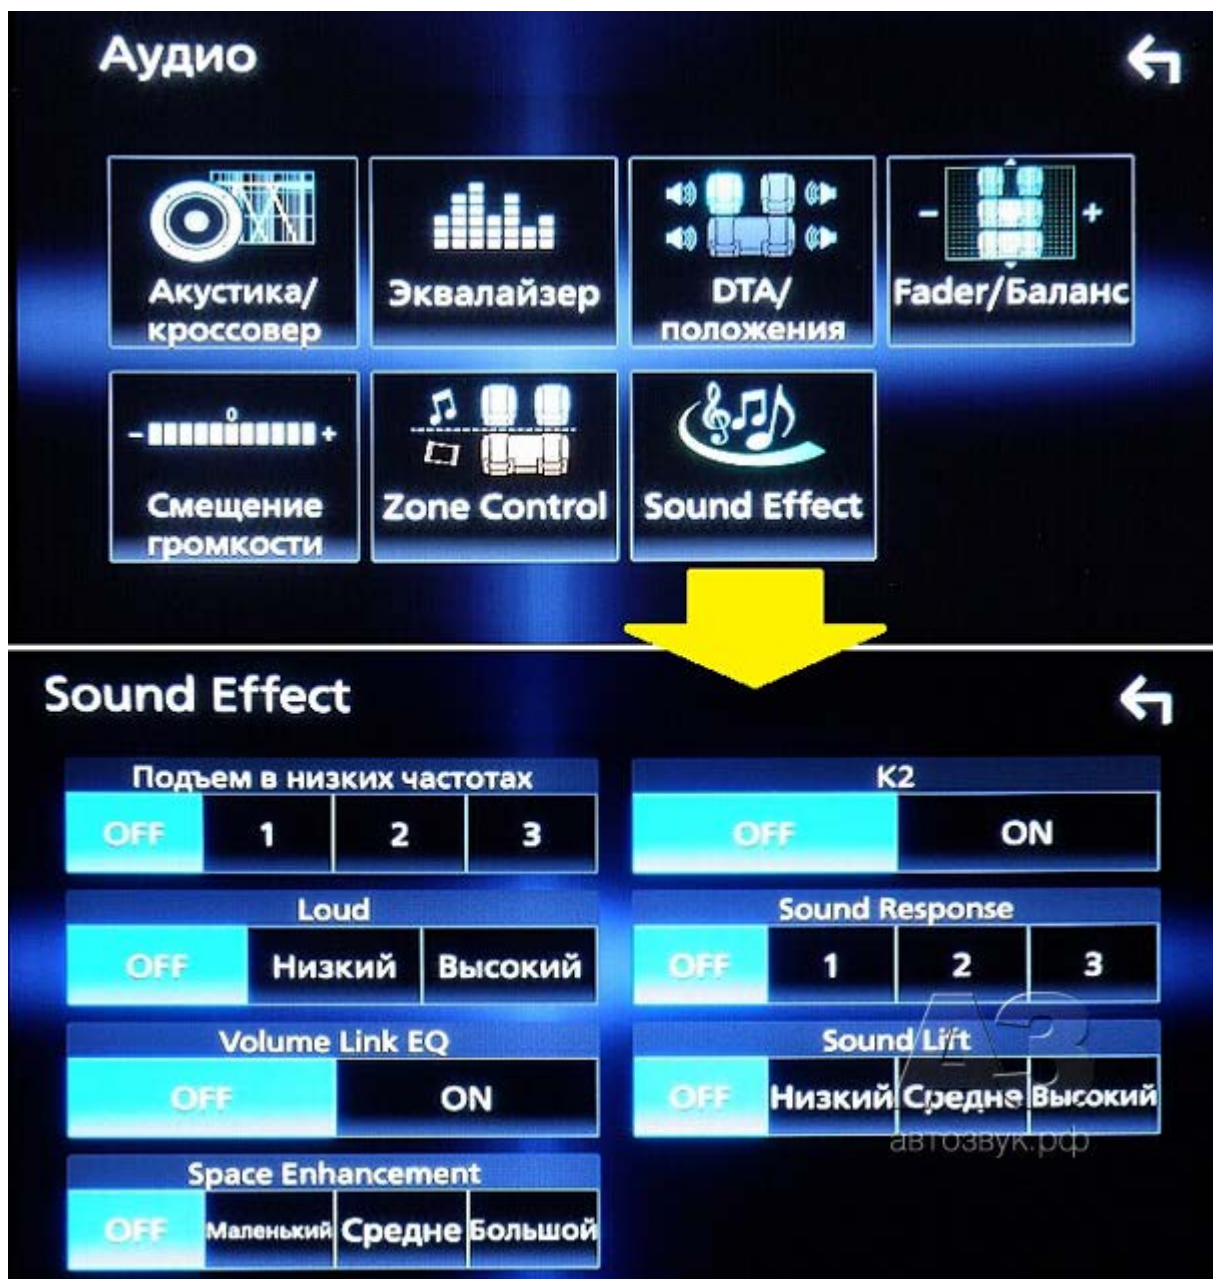 Аудио
Акустика/
кроссовер
Эквалайзер
DTA/
положения
Fader/Баланс
-
+
0
- +
Смещение
громкости
Zone Control
Sound Effect
Sound Effect
Подъем в низких частотах
OFF 1 2 3
K2
OFF ON
Loud
OFF Низкий Высокий
Sound Response
OFF 1 2 3
Volume Link EQ
OFF ON
Sound Lift
OFF Низкий Средне Высокий
Space Enhancement
OFF Маленький Средне Большой
АЗ
автозвук.рф